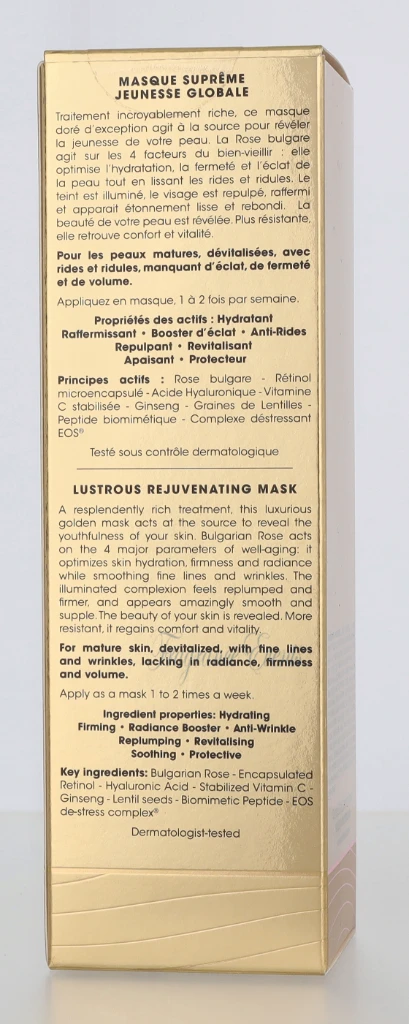 MASQUE SUPRÊME
JEUNESSE GLOBALE
Traitement incroyablement riche, ce masque
doré d'exception agit à la source pour révéler
la jeunesse de votre peau. La Rose bulgare
agit sur les 4 facteurs du bien-vieillir : elle
optimise l'hydratation, la fermeté et l'éclat de
la peau tout en lissant les rides et ridules. Le
teint est illuminé, le visage est repulpé, raffermi
et apparait étonnement lisse et rebondi. La
beauté de votre peau est révélée. Plus résistante,
elle retrouve confort et vitalité.
Pour les peaux matures, dévitalisées, avec
rides et ridules, manquant d'éclat, de fermeté
et de volume.
Appliquez en masque, 1 à 2 fois par semaine.
Propriétés des actifs : Hydratant
Raffermissant • Booster d'éclat • Anti-Rides
Repulpant • Revitalisant
Apaisant • Protecteur
Principes actifs : Rose bulgare - Rétinol
microencapsulé - Acide Hyaluronique - Vitamine
C stabilisée - Ginseng - Graines de Lentilles -
Peptide biomimétique - Complexe déstressant
EOS®
Testé sous contrôle dermatologique
LUSTROUS REJUVENATING MASK
A resplendently rich treatment, this luxurious
golden mask acts at the source to reveal the
youthfulness of your skin. Bulgarian Rose acts
on the 4 major parameters of well-aging: it
optimizes skin hydration, firmness and radiance
while smoothing fine lines and wrinkles. The
illuminated complexion feels replumped and
firmer, and appears amazingly smooth and
supple. The beauty of your skin is revealed. More
resistant, it regains comfort and vitality.
For mature skin, devitalized, with fine lines
and wrinkles, lacking in radiance, firmness
and volume.
Apply as a mask 1 to 2 times a week.
Ingredient properties: Hydrating
Firming • Radiance Booster • Anti-Wrinkle
Replumping • Revitalising
Soothing • Protective
Key ingredients: Bulgarian Rose - Encapsulated
Retinol - Hyaluronic Acid - Stabilized Vitamin C -
Ginseng - Lentil seeds - Biomimetic Peptide - EOS
de-stress complex®
Dermatologist-tested